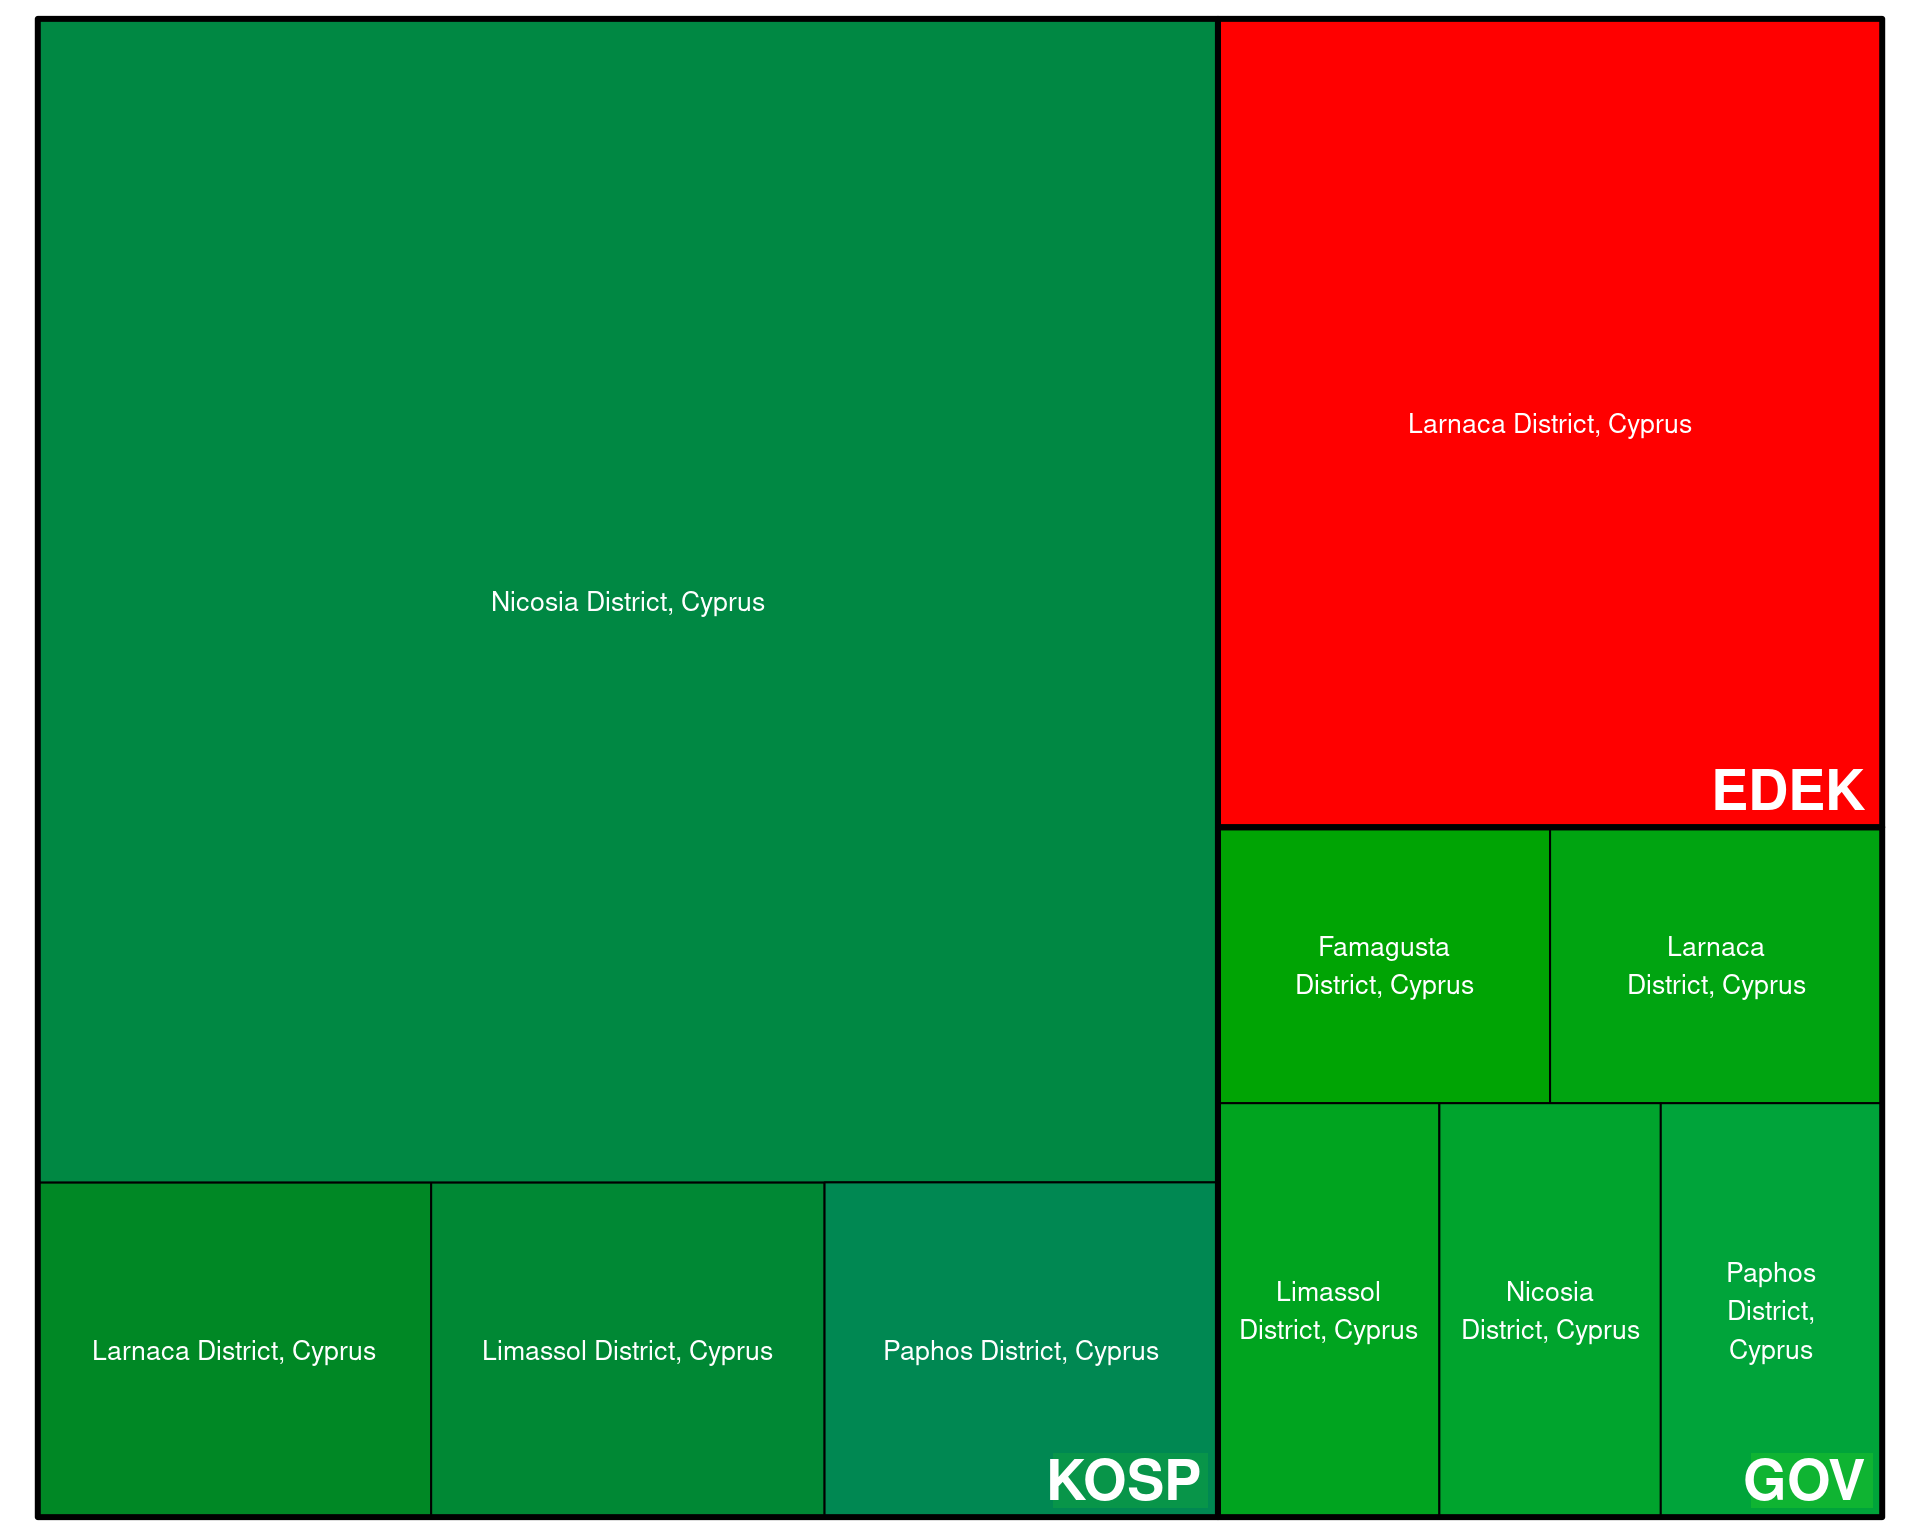 Nicosia District, Cyprus
Larnaca District, Cyprus
Limassol District, Cyprus
Paphos District, Cyprus
KOSP
Larnaca District, Cyprus
EDEK
Famagusta
District, Cyprus
Larnaca
District, Cyprus
Limassol
District, Cyprus
Nicosia
District, Cyprus
Paphos
District,
Cyprus
GOV